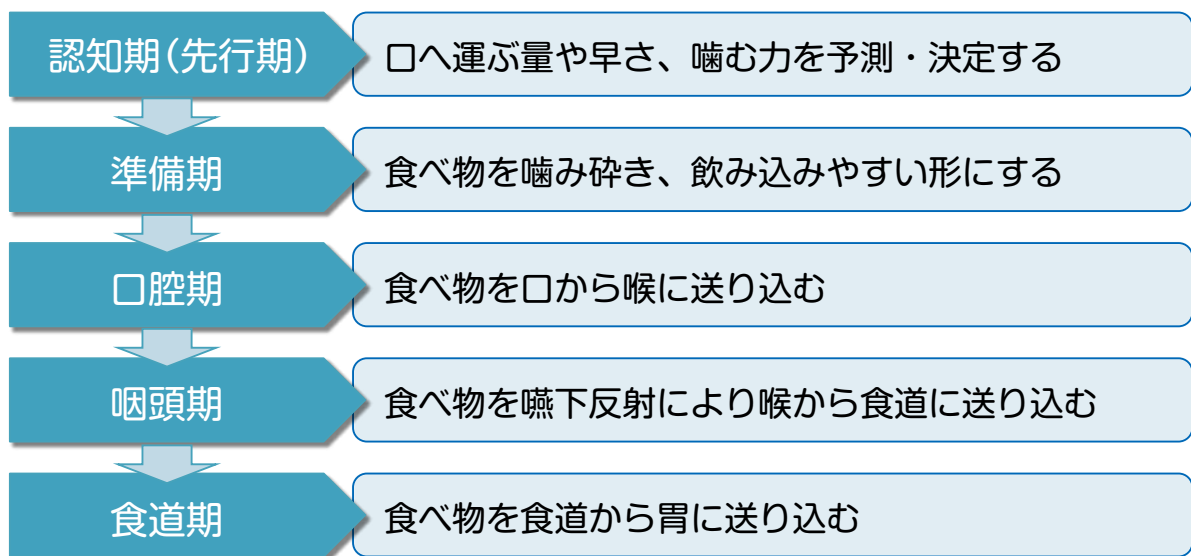 認知期(先行期)
口へ運ぶ量や早さ、噛む力を予測・決定する
準備期
食べ物を噛み砕き、飲み込みやすい形にする
口腔期
食べ物を口から喉に送り込む
咽頭期
食べ物を嚥下反射により喉から食道に送り込む
食道期
食べ物を食道から胃に送り込む